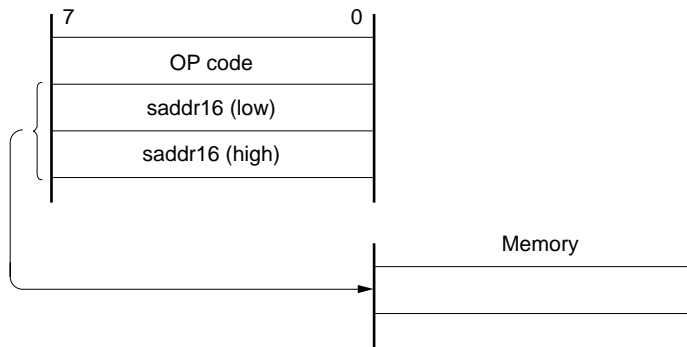 7 0
OP code
saddr16 (low)
saddr16 (high)
Memory